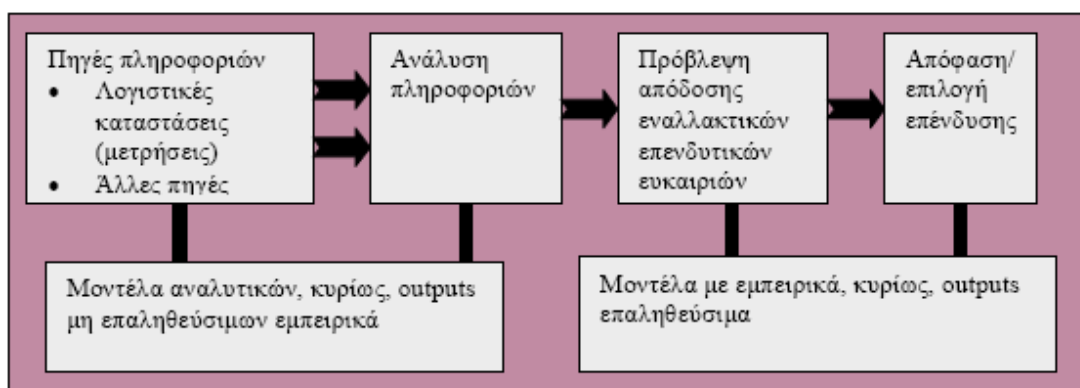 Πηγές πληροφοριών
• Λογιστικές
καταστάσεις
(μετρήσεις)
• Άλλες πηγές
Ανάλυση
πληροφοριών
Πρόβλεψη
απόδοσης
εναλλακτικών
επενδυτικών
ευκαιριών
Απόφαση/
επιλογή
επένδυσης
Μοντέλα αναλυτικών, κυρίως, outputs
μη επαληθεύσιμων εμπειρικά
Μοντέλα με εμπειρικά, κυρίως, outputs
επαληθεύσιμα